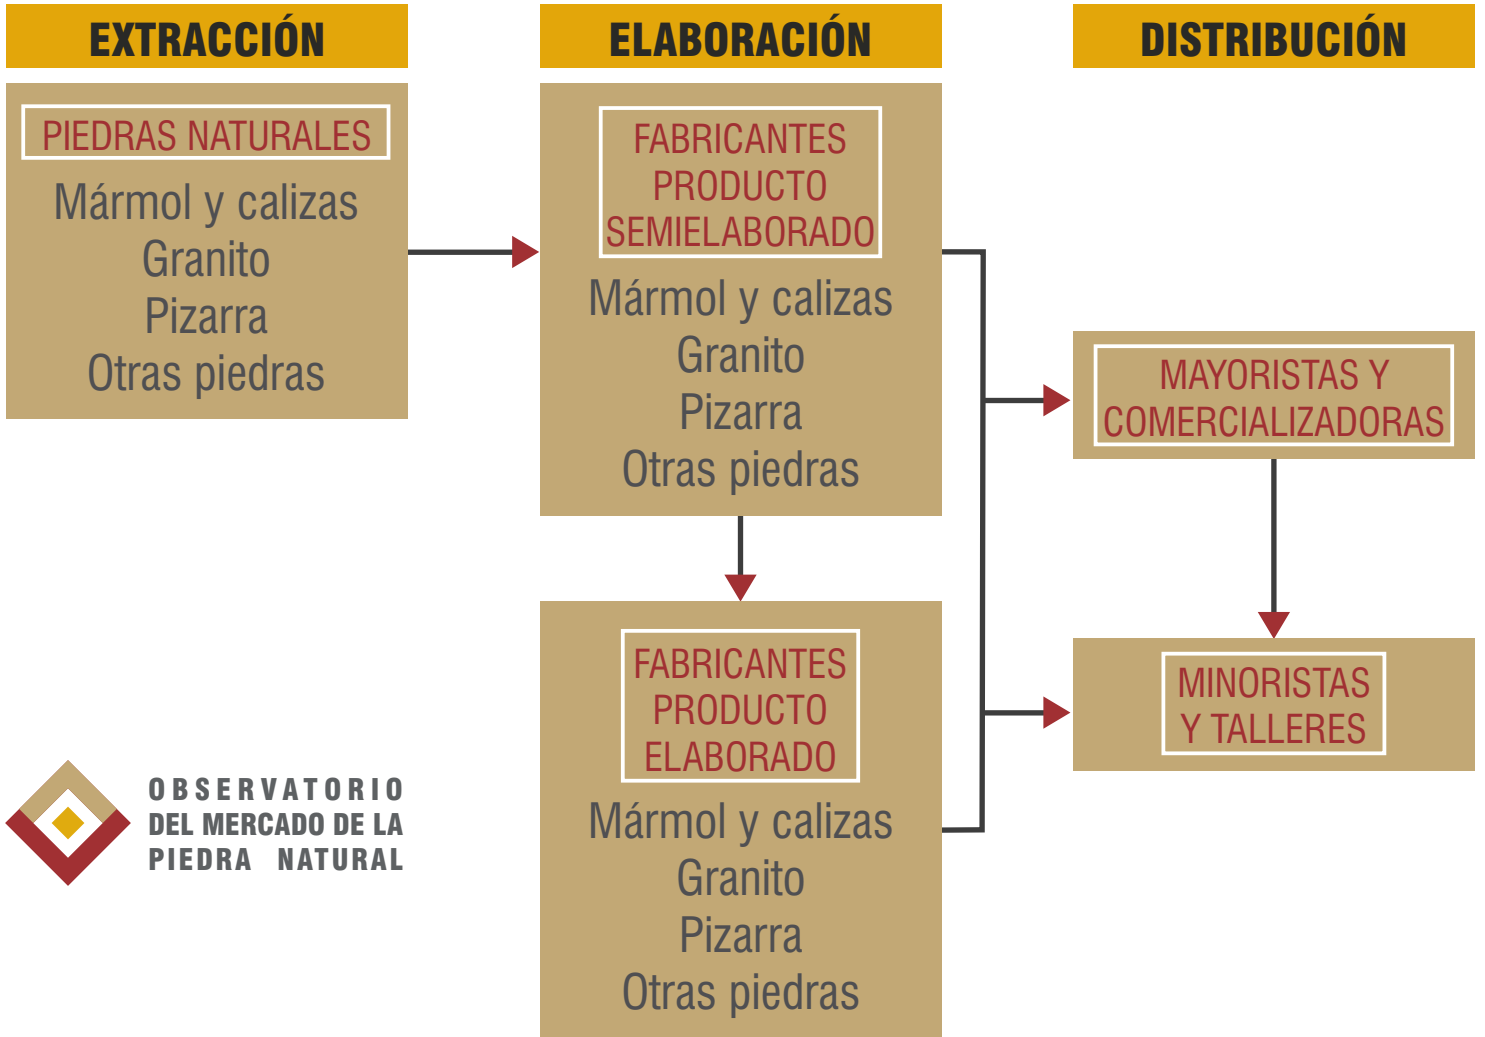 EXTRACCIÓN
PIEDRAS NATURALES
Mármol y calizas
Granito
Pizarra
Otras piedras
ELABORACIÓN
FABRICANTES
PRODUCTO
SEMIELABORADO
Mármol y calizas
Granito
Pizarra
Otras piedras
FABRICANTES
PRODUCTO
ELABORADO
Mármol y calizas
Granito
Pizarra
Otras piedras
DISTRIBUCIÓN
MAYORISTAS Y
COMERCIALIZADORAS
MINORISTAS
Y TALLERES
OBSERVATORIO
DEL MERCADO DE LA
PIEDRA NATURAL